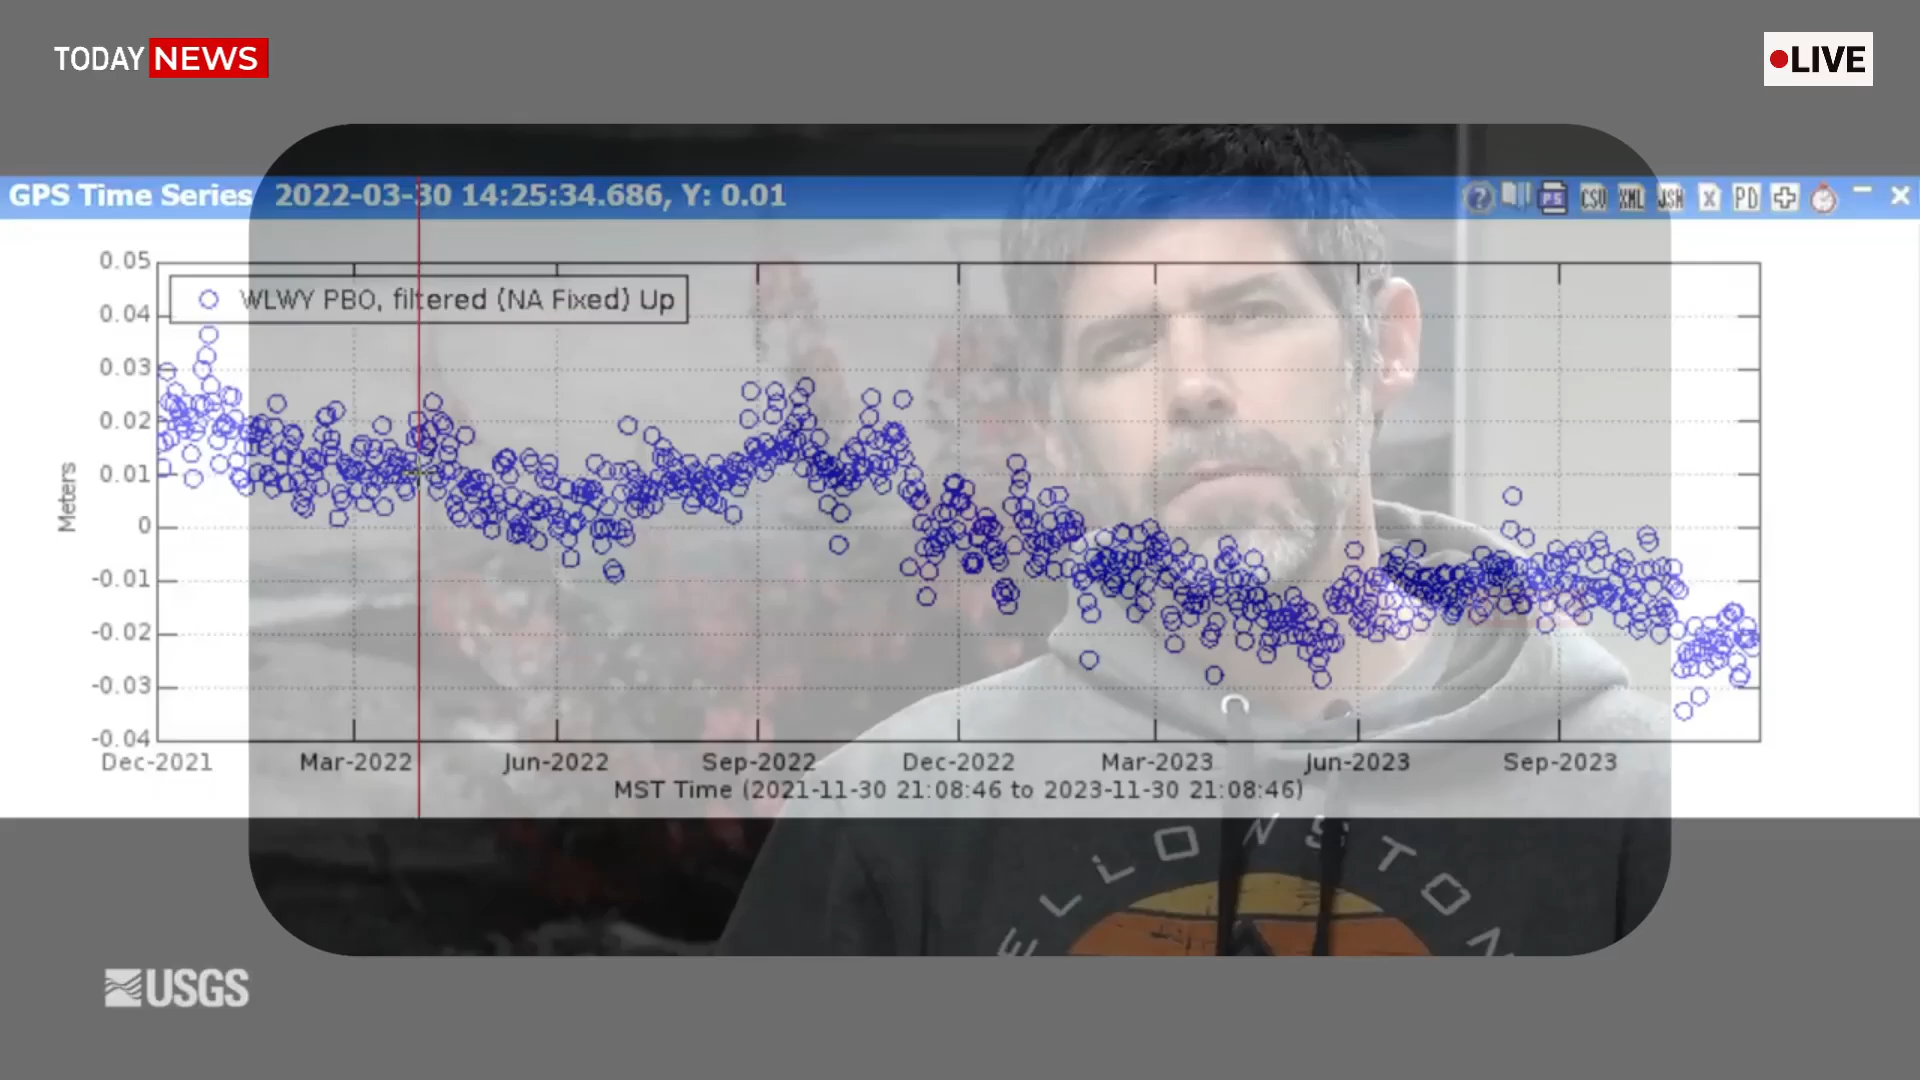 TODAY NEWS
LIVE
GPS Time Series 2022-03-30 14:25:34.686, Y: 0.01
? PS CSV XML JSN X PD
0.05
WLWY PBO, filtered (NA Fixed) Up
0.04
0.03
0.02
0.01
Meters
0
-0.01
-0.02
-0.03
-0.04
Dec-2021 Mar-2022 Jun-2022 Sep-2022 Dec-2022 Mar-2023 Jun-2023 Sep-2023
MST Time (2021-11-30 21:08:46 to 2023-11-30 21:08:46)
ELLOWSTON
USGS